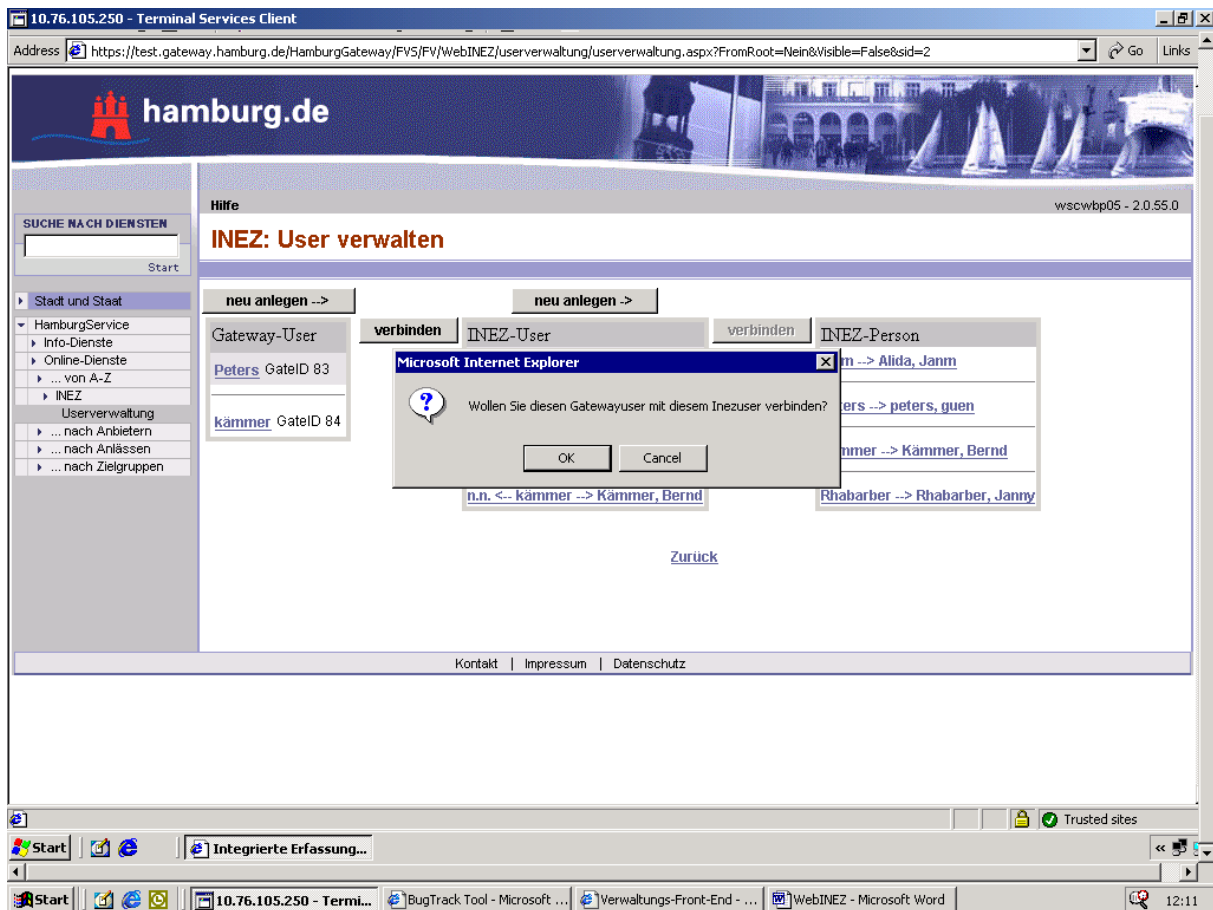 10.76.105.250 - Terminal Services Client
Address https://test.gateway.hamburg.de/HamburgGateway/FVS/FV/WebINEZ/userverwaltung/userverwaltung.aspx?FromRoot=Nein&Visible=False&sid=2 Go Links
hamburg.de
Hilfe wscwbp05 - 2.0.55.0
SUCHE NACH DIENSTEN
Start
INEZ: User verwalten
Stadt und Staat
HamburgService
Info-Dienste
Online-Dienste
... von A-Z
INEZ
Userverwaltung
... nach Anbietern
... nach Anlässen
... nach Zielgruppen
neu anlegen --> neu anlegen ->
Gateway-User verbinden INEZ-User verbinden INEZ-Person
Peters GateID 83
kämmer GateID 84
Microsoft Internet Explorer
Wollen Sie diesen Gatewayuser mit diesem Inezuser verbinden?
OK Cancel
--> Alida, Janm
--> peters, guen
--> Kämmer, Bernd
n.n. <-- kämmer --> Kämmer, Bernd
Rhabarber --> Rhabarber, Janny
Zurück
Kontakt | Impressum | Datenschutz
Trusted sites
Start Integrierte Erfassung... «
Start 10.76.105.250 - Termi... BugTrack Tool - Microsoft ... Verwaltungs-Front-End - ... WebINEZ - Microsoft Word 12:11